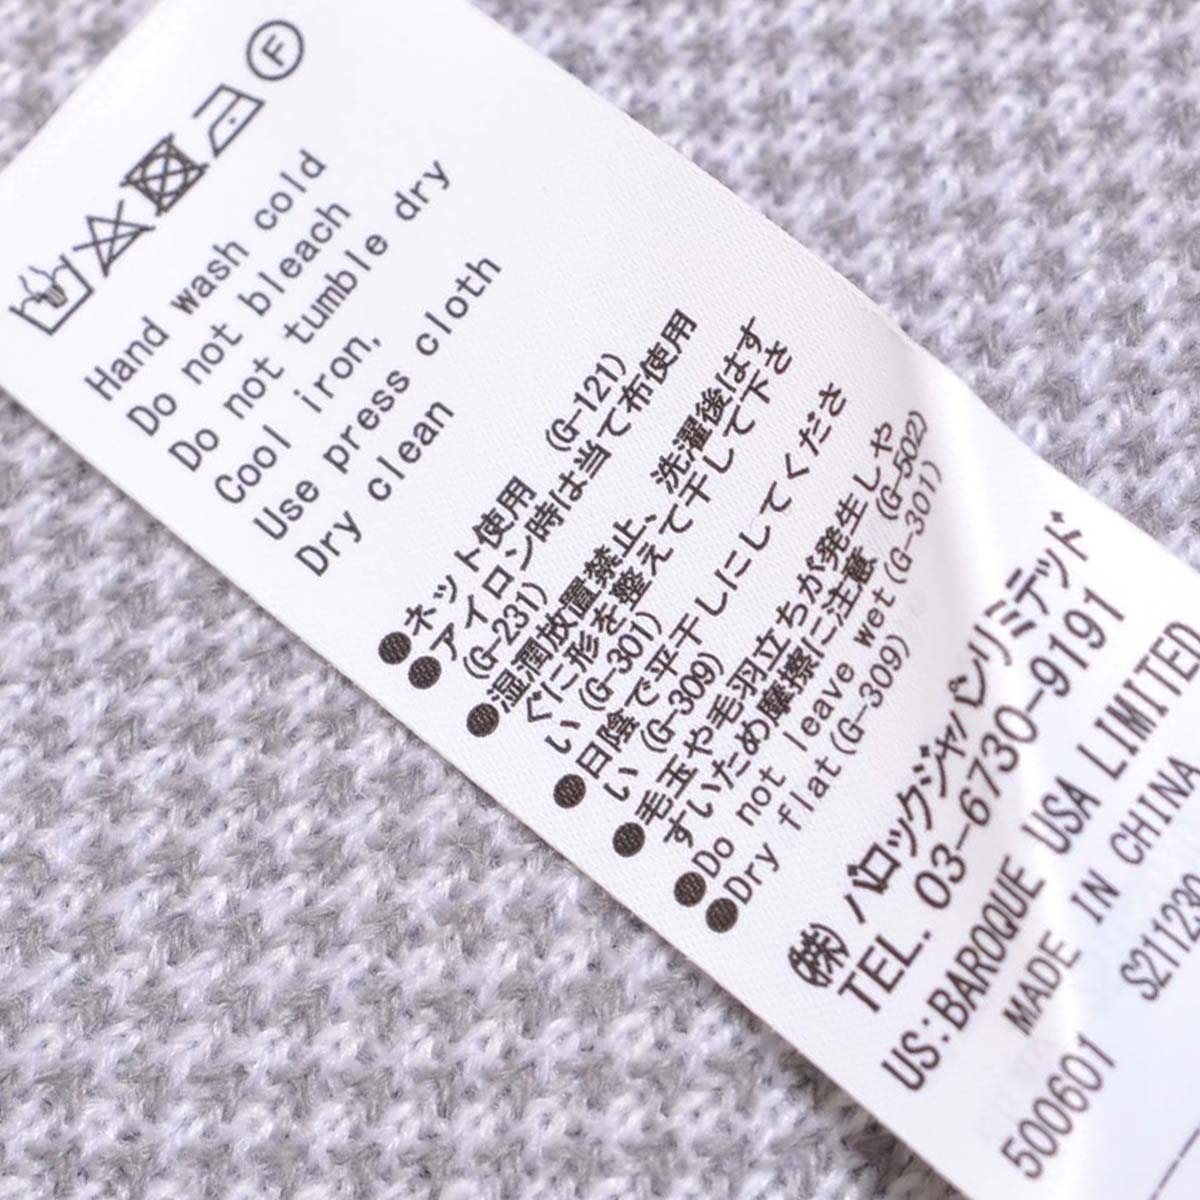 F
Hand wash cold
Do not bleach
Do not tumble dry
Cool iron,
Use press cloth
Dry clean
●ネット使用 (G-121)
●アイロン時は当て布使用
(G-231)
●湿潤放置禁止、洗濯後はす
ぐに形を整えて干して下さ
い (G-301)
●日陰で平干しにしてくださ
い (G-309)
●毛玉や毛羽立ちが発生しや
すいため摩擦に注意 (G-502)
●Do not leave wet(G-301)
●Dry flat(G-309)
㈱バロックジャパンリミテッド
TEL. 03-6730-9191
US:BAROQUE USA LIMITED
MADE IN CHINA
500601 S211230